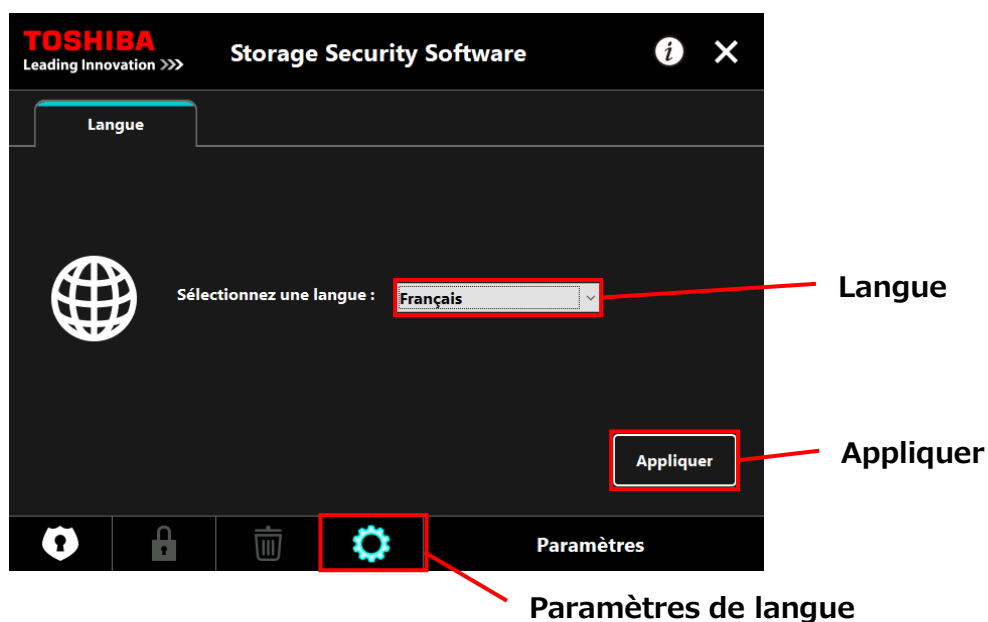 TOSHIBA
Leading Innovation >>>
Storage Security Software
i
Langue
Sélectionnez une langue :
Français
Langue
Appliquer
Appliquer
Paramètres
Paramètres de langue